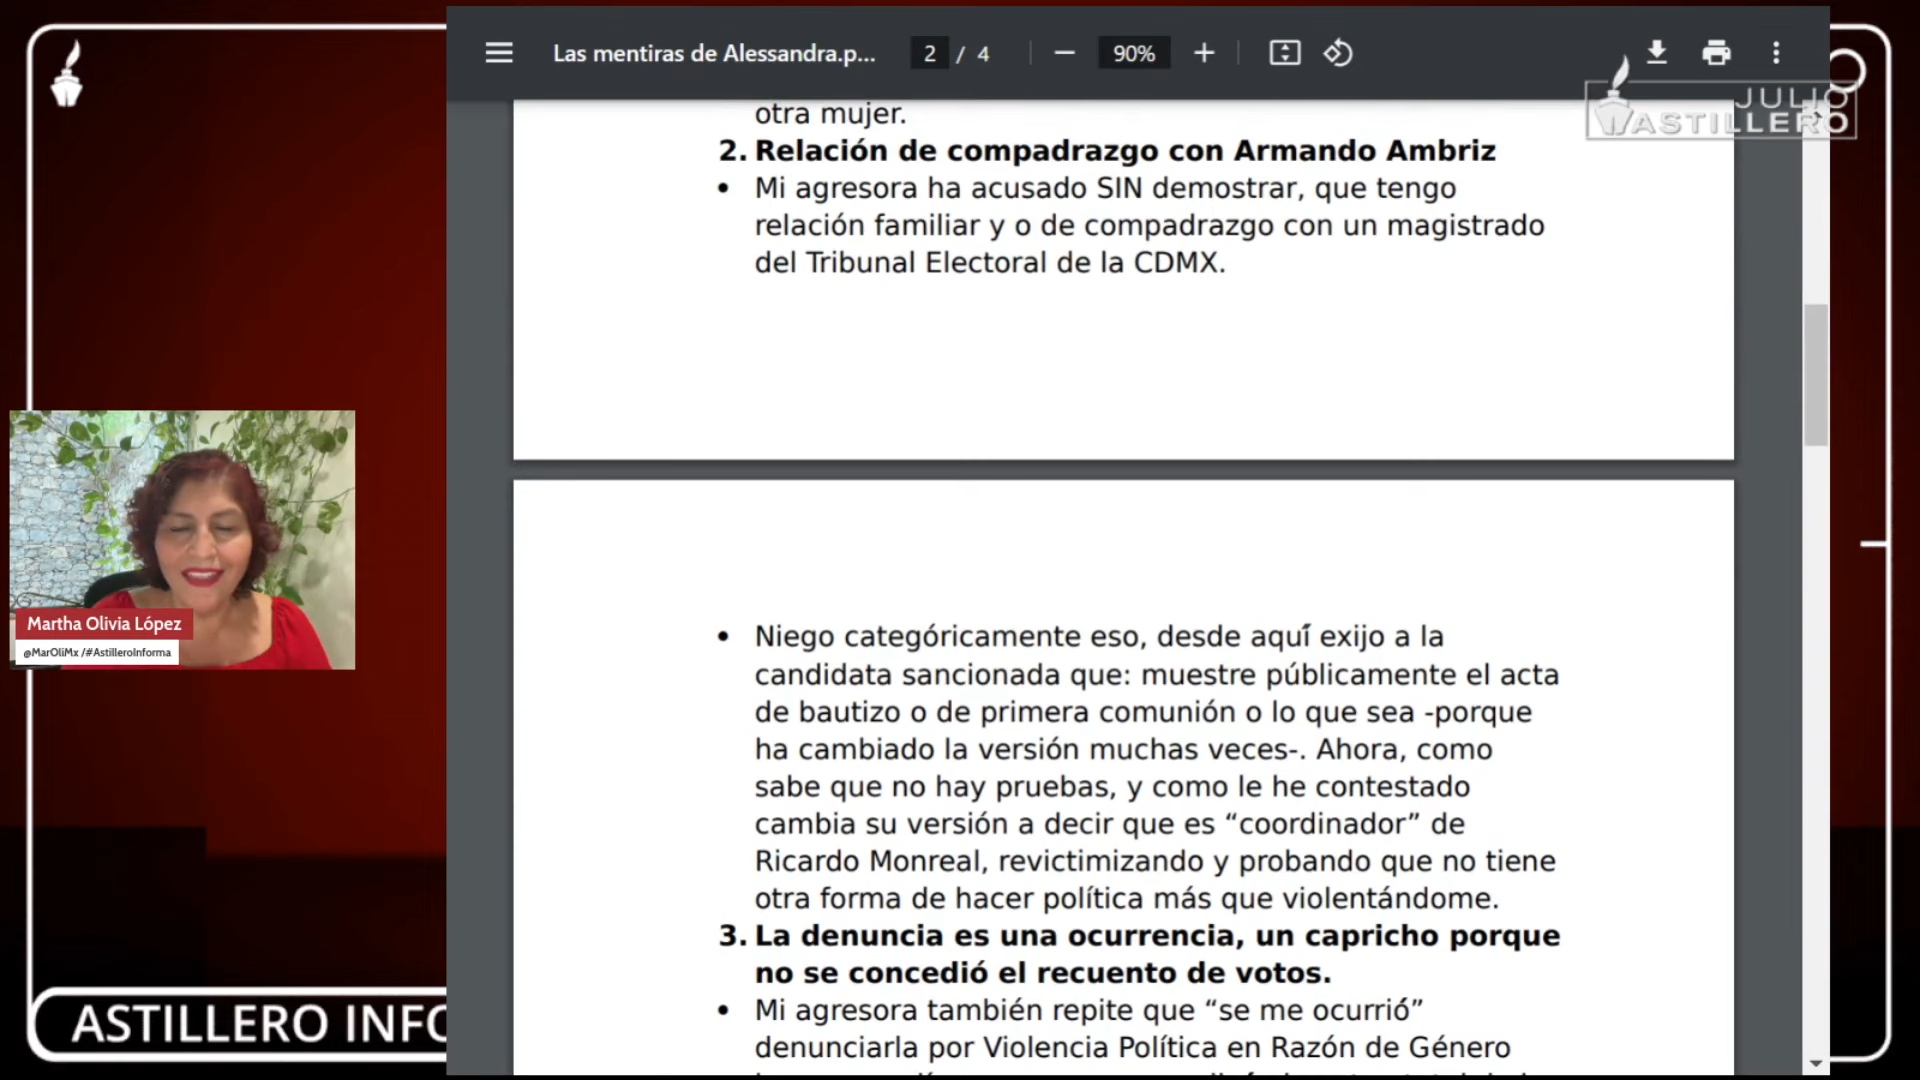 Las mentiras de Alessandra.p...
2 / 4
90%
JULIO
ASTILLERO
otra mujer.
2. Relación de compadrazgo con Armando Ambriz
• Mi agresora ha acusado SIN demostrar, que tengo
relación familiar y o de compadrazgo con un magistrado
del Tribunal Electoral de la CDMX.
• Niego categóricamente eso, desde aquí exijo a la
candidata sancionada que: muestre públicamente el acta
de bautizo o de primera comunión o lo que sea -porque
ha cambiado la versión muchas veces-. Ahora, como
sabe que no hay pruebas, y como le he contestado
cambia su versión a decir que es “coordinador” de
Ricardo Monreal, revictimizando y probando que no tiene
otra forma de hacer política más que violentándome.
3. La denuncia es una ocurrencia, un capricho porque
no se concedió el recuento de votos.
• Mi agresora también repite que “se me ocurrió”
denunciarla por Violencia Política en Razón de Género
Martha Olivia López
@MarOliMx /#AstilleroInforma
ASTILLERO INFO